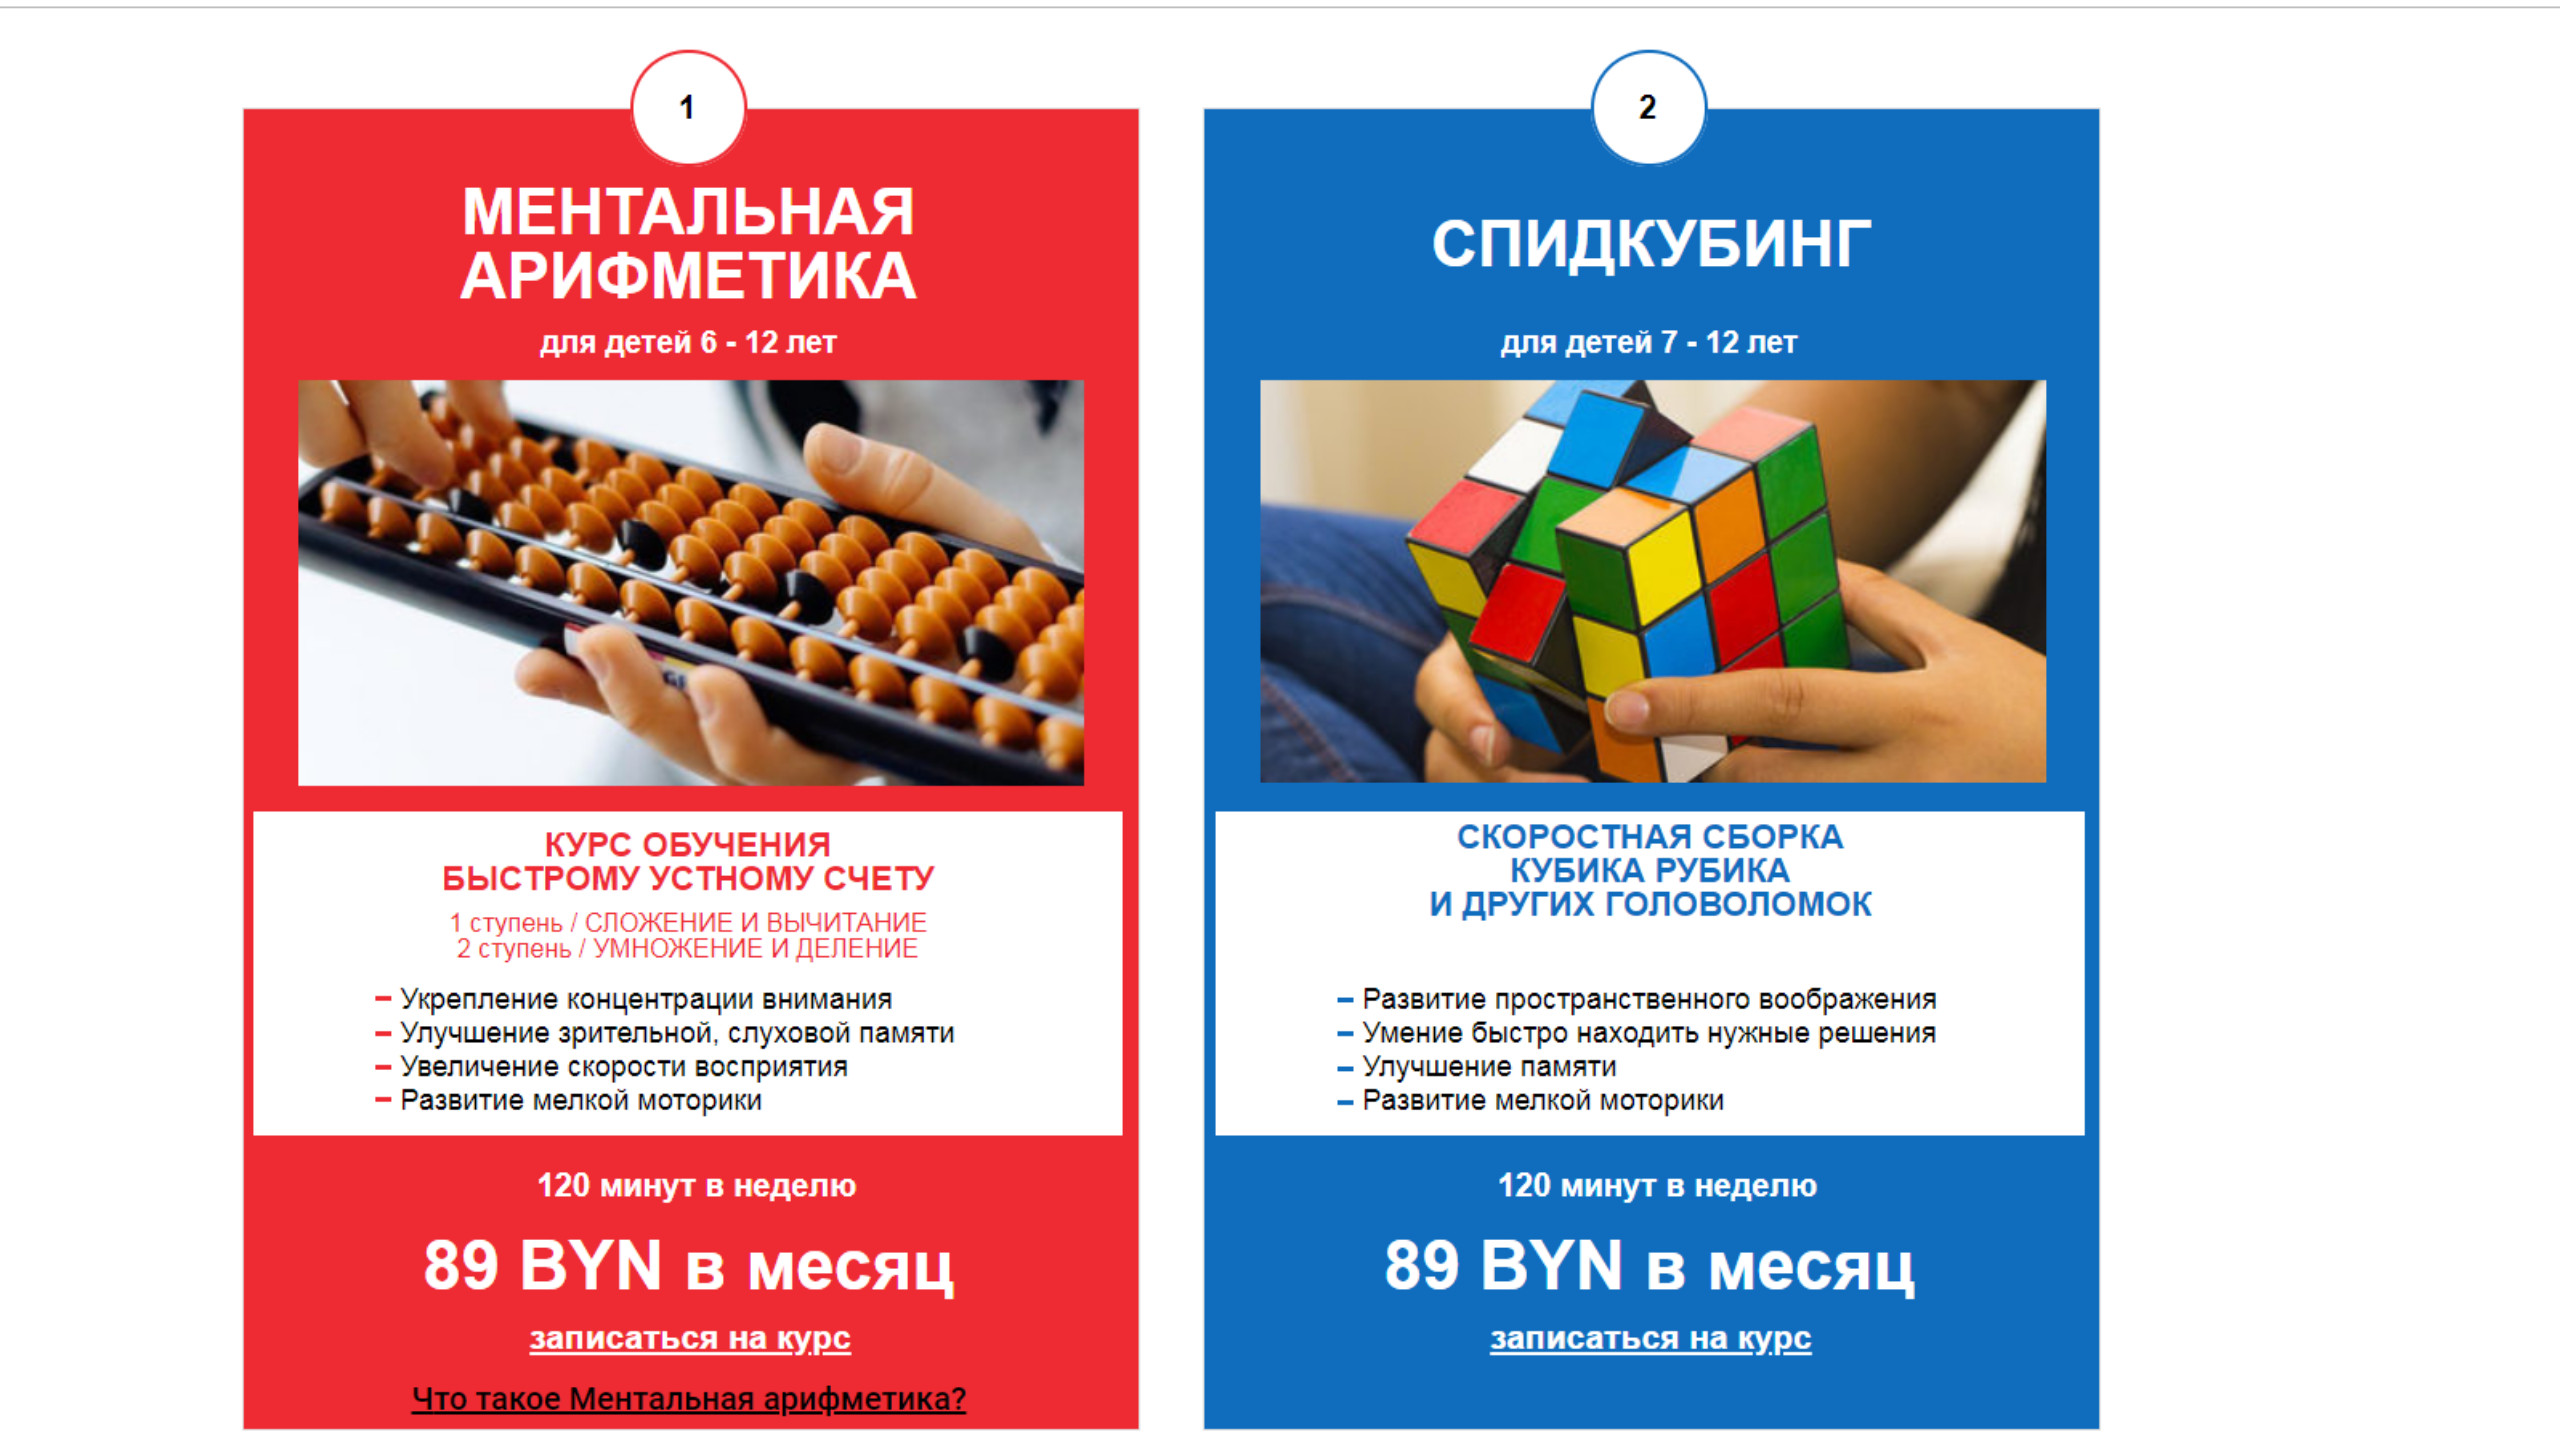 1
МЕНТАЛЬНАЯ
АРИФМЕТИКА
для детей 6 - 12 лет
КУРС ОБУЧЕНИЯ
БЫСТРОМУ УСТНОМУ СЧЕТУ
1 ступень / СЛОЖЕНИЕ И ВЫЧИТАНИЕ
2 ступень / УМНОЖЕНИЕ И ДЕЛЕНИЕ
– Укрепление концентрации внимания
– Улучшение зрительной, слуховой памяти
– Увеличение скорости восприятия
– Развитие мелкой моторики
120 минут в неделю
89 BYN в месяц
записаться на курс
Что такое Ментальная арифметика?
2
СПИДКУБИНГ
для детей 7 - 12 лет
СКОРОСТНАЯ СБОРКА
КУБИКА РУБИКА
И ДРУГИХ ГОЛОВОЛОМОК
– Развитие пространственного воображения
– Умение быстро находить нужные решения
– Улучшение памяти
– Развитие мелкой моторики
120 минут в неделю
89 BYN в месяц
записаться на курс